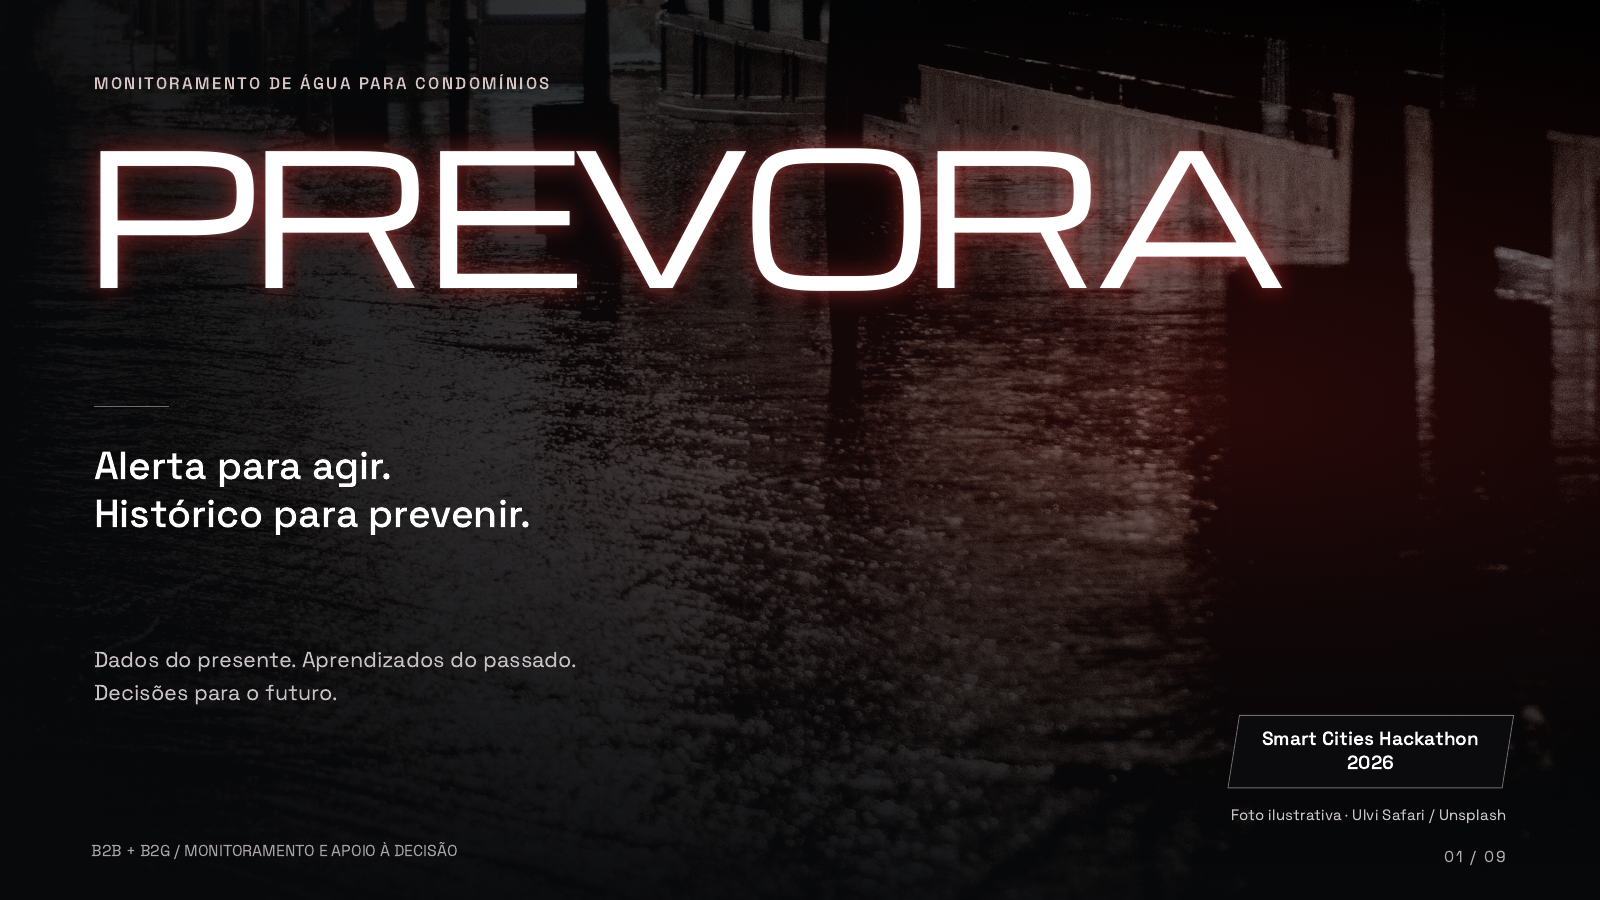 MONITORAMENTO DE ÁGUA PARA CONDOMÍNIOS
PREVORA
Alerta para agir.
Histórico para prevenir.
Dados do presente. Aprendizados do passado.
Decisões para o futuro.
Smart Cities Hackathon
2026
Foto ilustrativa · Ulvi Safari / Unsplash
B2B + B2G / MONITORAMENTO E APOIO À DECISÃO
01 / 09